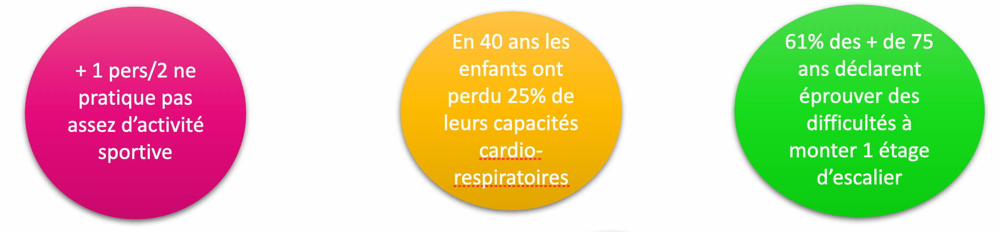 + 1 pers/2 ne
pratique pas
assez d’activité
sportive
En 40 ans les
enfants ont
perdu 25% de
leurs capacités
cardio-
respiratoires
61% des + de 75
ans déclarent
éprouver des
difficultés à
monter 1 étage
d’escalier